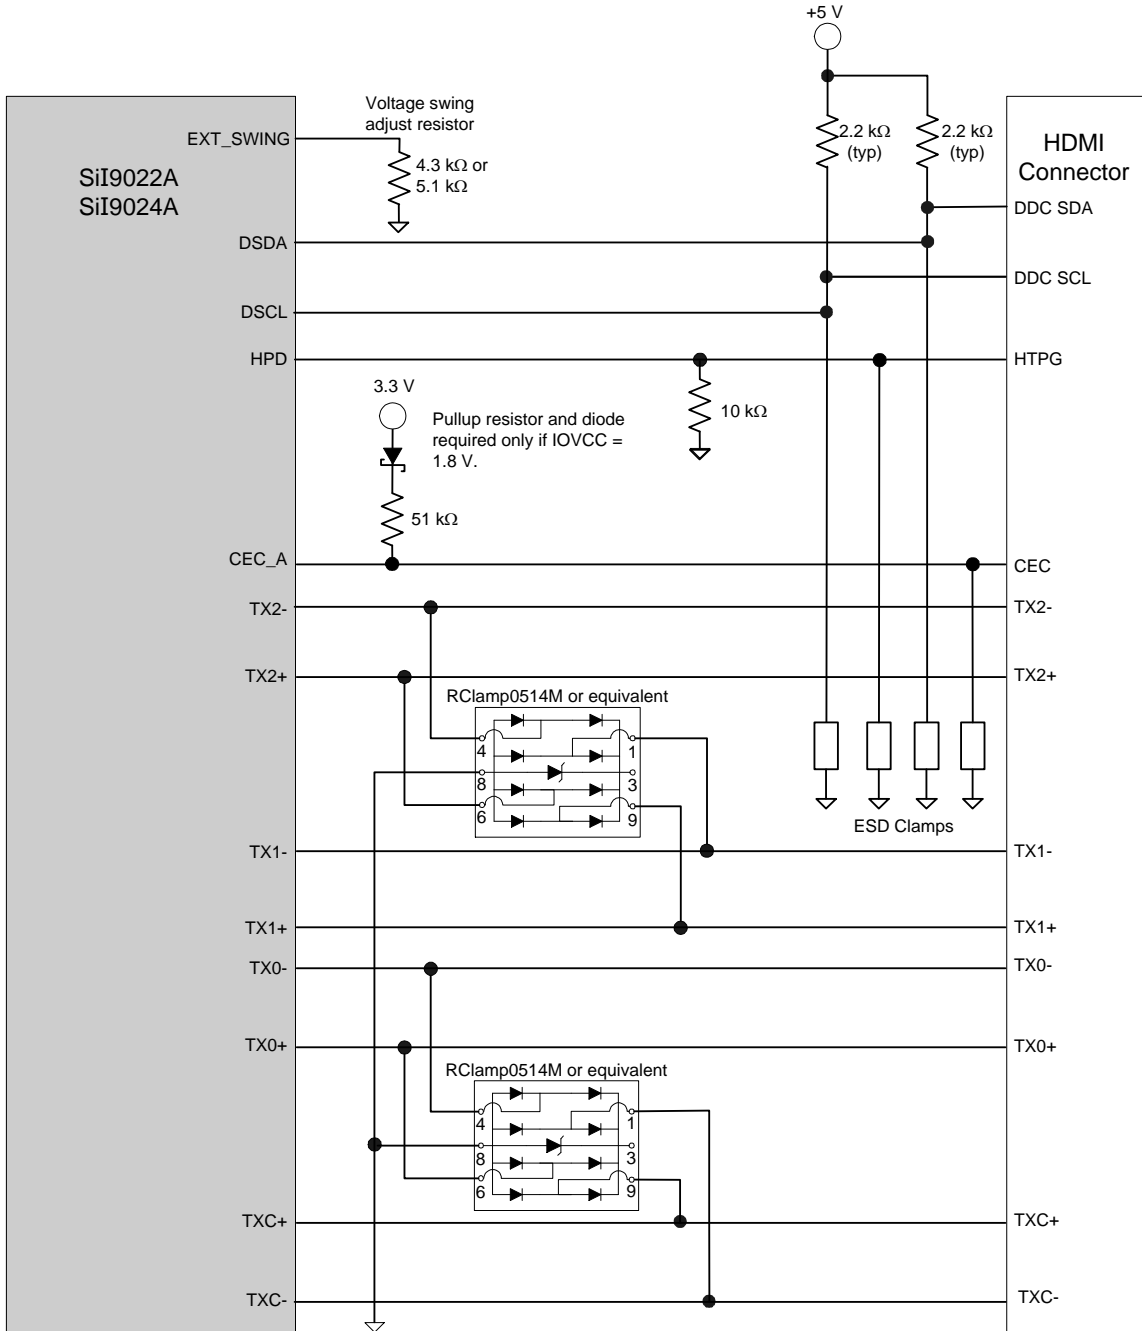 +5 V
Voltage swing
adjust resistor
EXT_SWING
2.2 kΩ
(typ)
2.2 kΩ
(typ)
HDMI
Connector
4.3 kΩ or
5.1 kΩ
SiI9022A
SiI9024A
DDC SDA
DSDA
DDC SCL
DSCL
HPD
HTPG
3.3 V
Pullup resistor and diode
required only if IOVCC =
1.8 V.
10 kΩ
51 kΩ
CEC_A
CEC
TX2-
TX2-
TX2+
TX2+
RClamp0514M or equivalent
4
1
8
3
6
9
ESD Clamps
TX1-
TX1-
TX1+
TX1+
TX0-
TX0-
TX0+
TX0+
RClamp0514M or equivalent
4
1
8
3
6
9
TXC+
TXC+
TXC-
TXC-